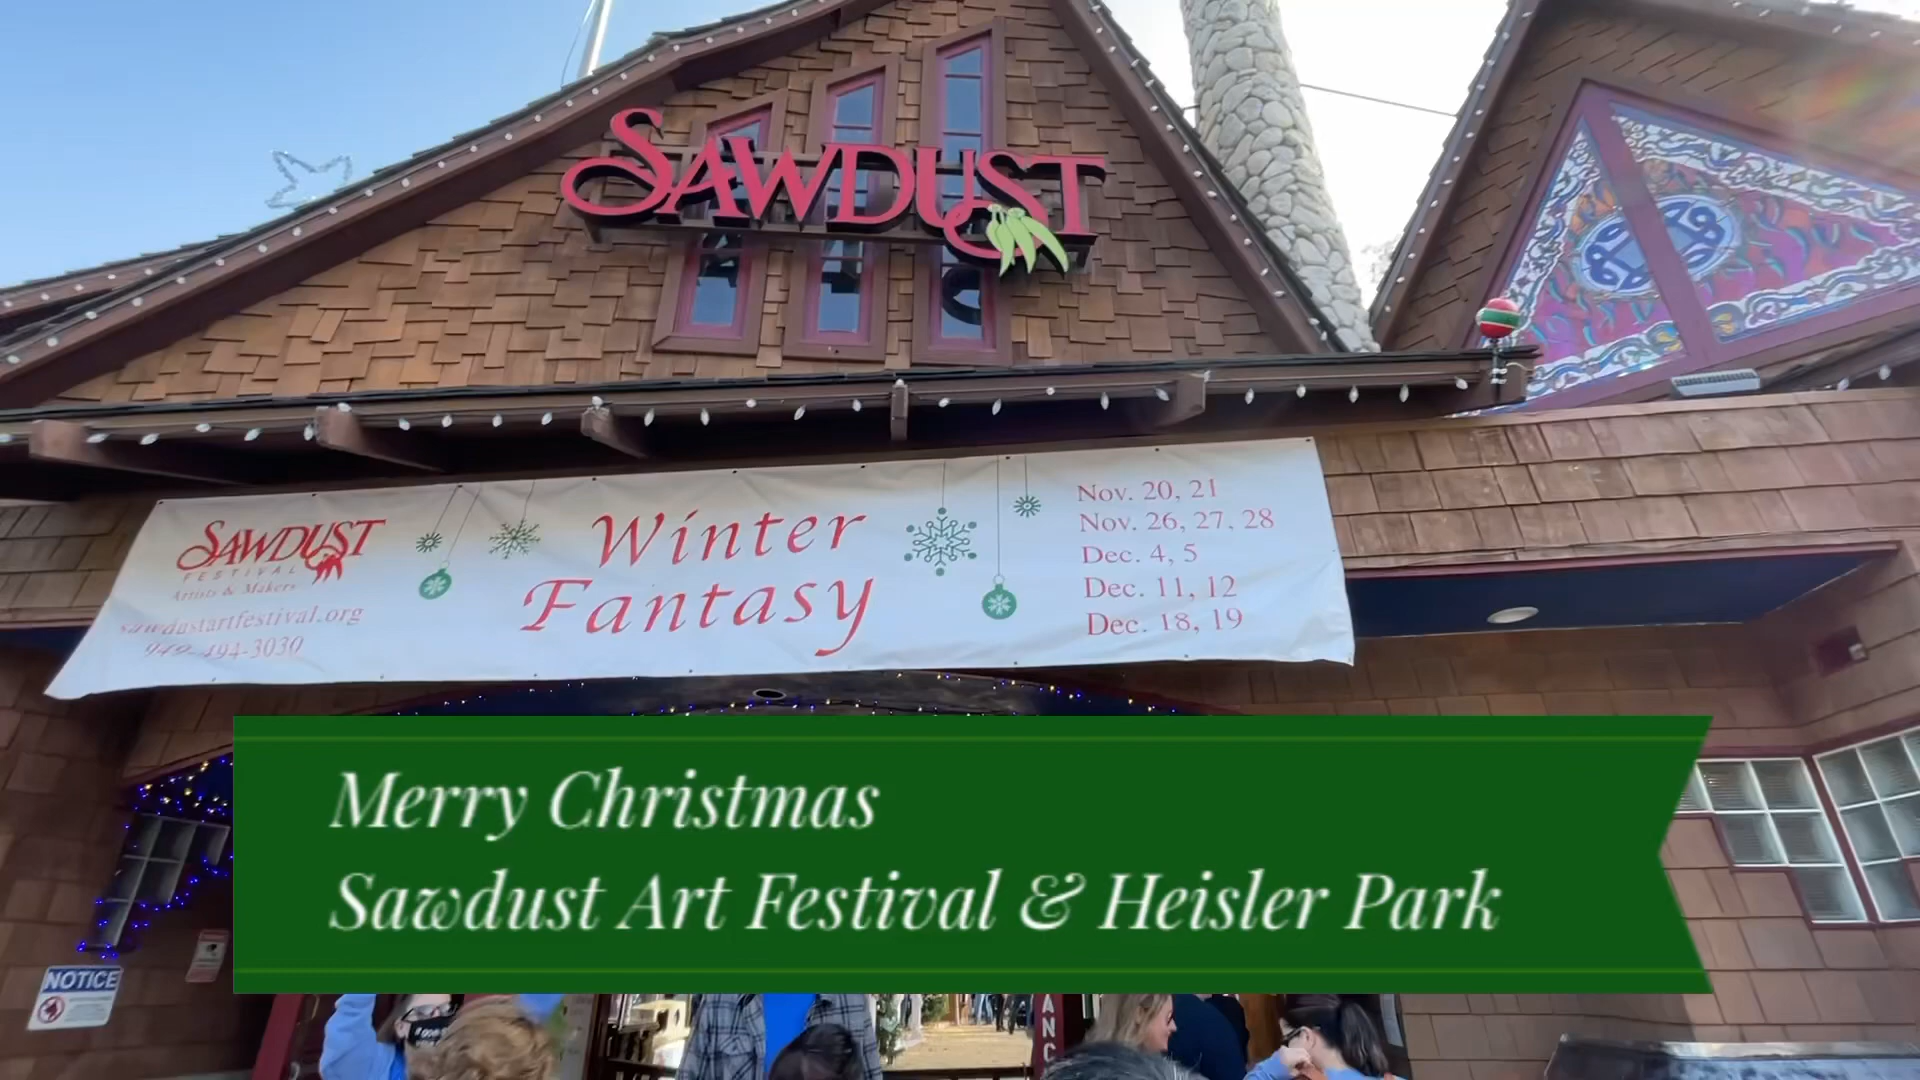 SAWDUST
SAWDUST
FESTIVAL
Artists & Makers
sawdustartfestival.org
949-494-3030
Winter
Fantasy
Nov. 20, 21
Nov. 26, 27, 28
Dec. 4, 5
Dec. 11, 12
Dec. 18, 19
Merry Christmas
Sawdust Art Festival & Heisler Park
NOTICE